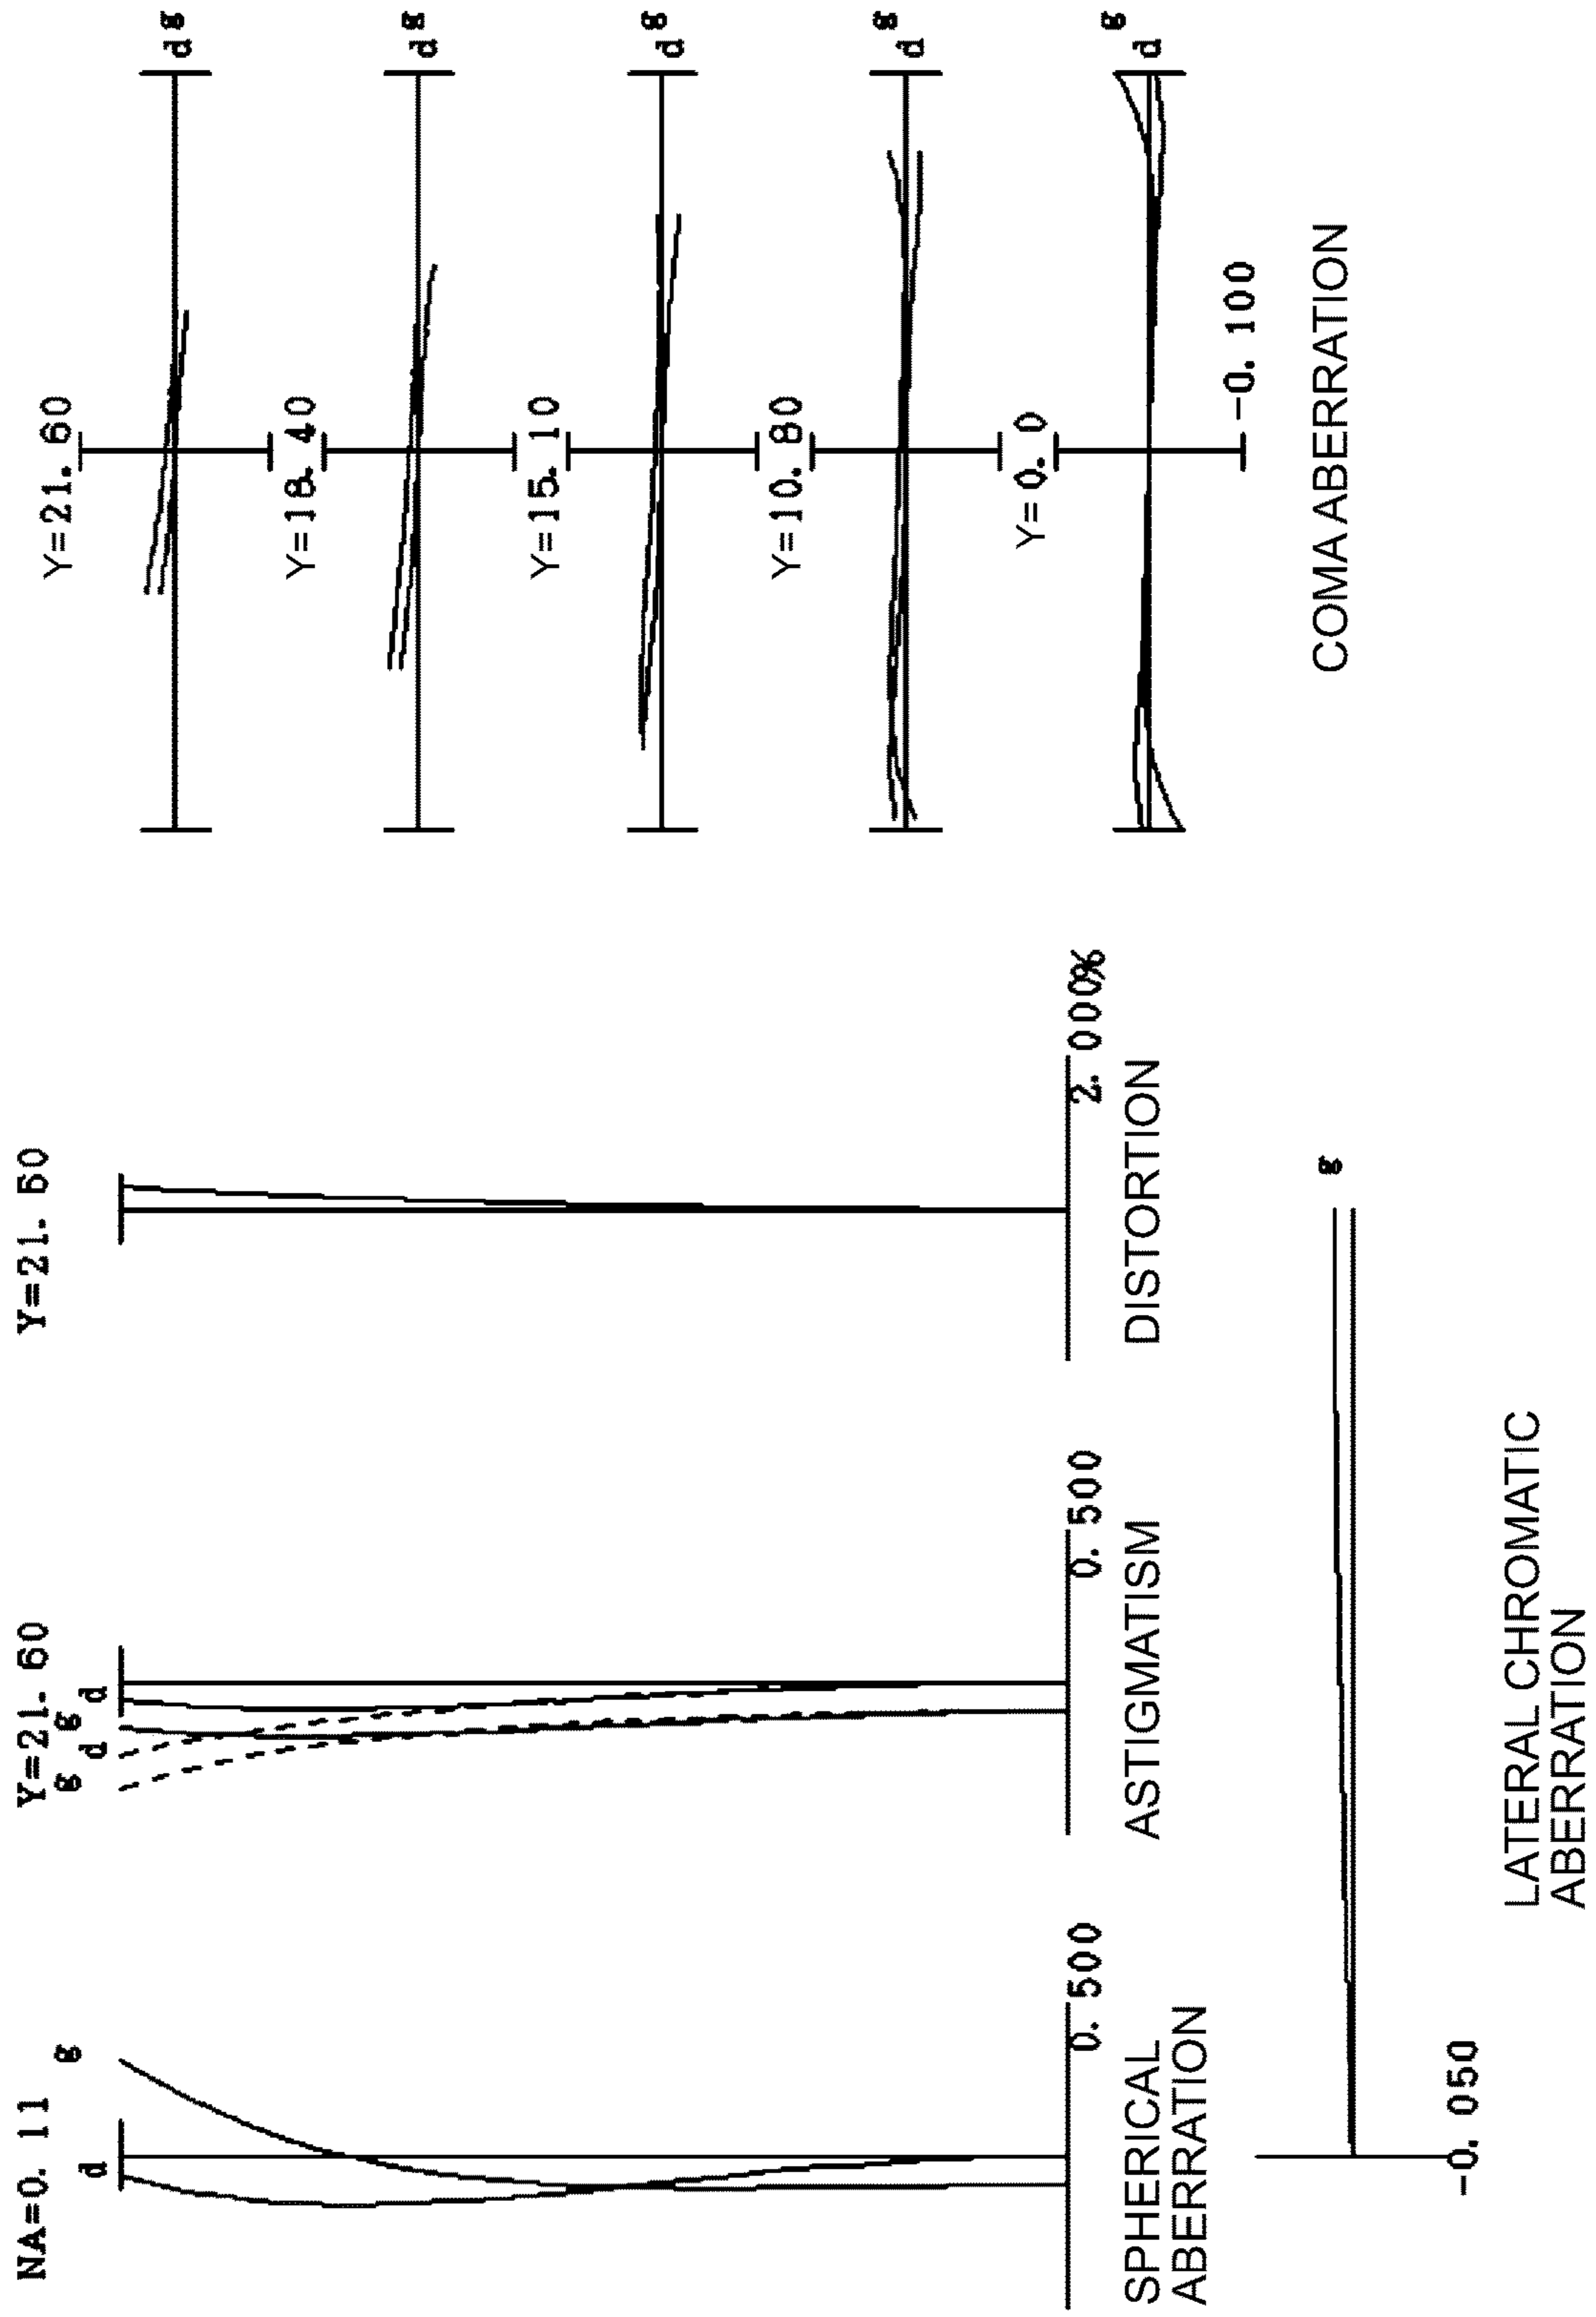 NA=0. 11
d
g
0. 500
SPHERICAL
ABERRATION
Y=21. 60
g
d
g
d
0. 500
ASTIGMATISM
Y=21. 60
2. 000%
DISTORTION
Y=21. 60
d
g
Y=18. 40
d
g
Y=15. 10
d
g
Y=10. 80
d
g
Y=0. 0
d
g
-0. 100
COMA ABERRATION
g
-0. 050
LATERAL CHROMATIC
ABERRATION